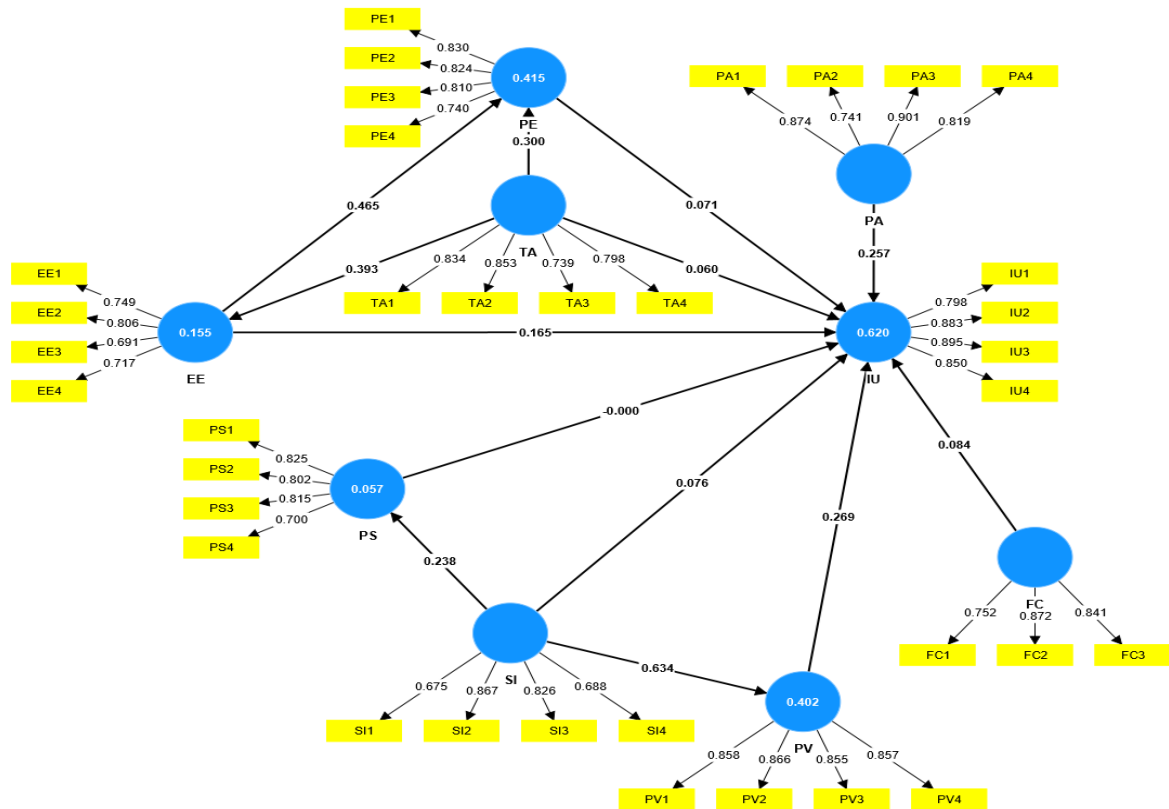 PE1
PE2
PE3
PE4
0.830
0.824
0.810
0.740
0.415
PE
0.300
PA1
PA2
PA3
PA4
0.874
0.741
0.901
0.819
PA
0.257
0.465
0.071
TA
0.393
0.834
0.853
0.739
0.798
0.060
TA1
TA2
TA3
TA4
EE1
EE2
EE3
EE4
0.749
0.806
0.691
0.717
0.155
EE
0.165
0.620
IU
0.798
0.883
0.895
0.850
IU1
IU2
IU3
IU4
-0.000
PS1
PS2
PS3
PS4
0.825
0.802
0.815
0.700
0.057
PS
0.238
0.076
0.269
0.084
FC
0.752
0.872
0.841
FC1
FC2
FC3
SI
0.634
0.675
0.867
0.826
0.688
SI1
SI2
SI3
SI4
0.402
PV
0.858
0.866
0.855
0.857
PV1
PV2
PV3
PV4